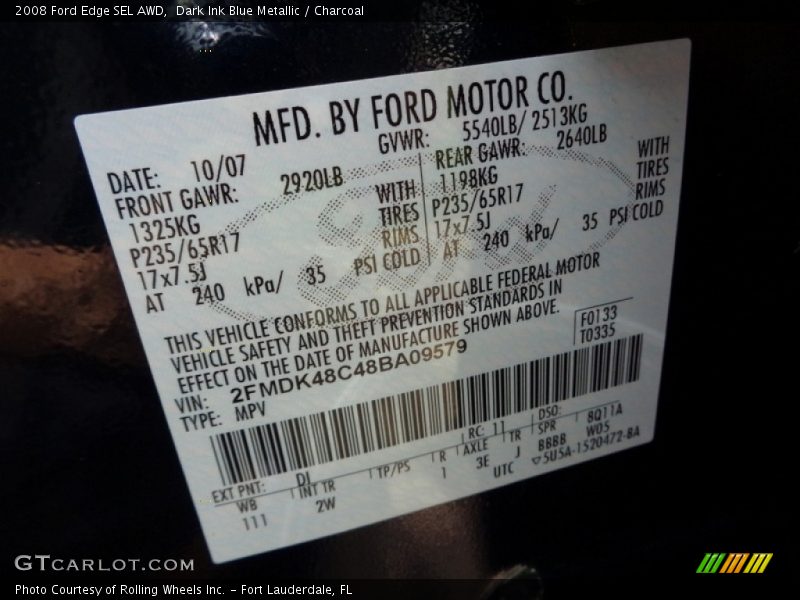 2008 Ford Edge SEL AWD,  Dark Ink Blue Metallic / Charcoal
MFD. BY FORD MOTOR CO.
DATE: 10/07 GVWR: 5540LB/ 2513KG
FRONT GAWR: 2920LB REAR GAWR: 2640LB
1325KG WITH 1198KG WITH
P235/65R17 TIRES P235/65R17 TIRES
17x7.5J RIMS 17x7.5J RIMS
AT 240 kPa/ 35 PSI COLD AT 240 kPa/ 35 PSI COLD
Ford
THIS VEHICLE CONFORMS TO ALL APPLICABLE FEDERAL MOTOR
VEHICLE SAFETY AND THEFT PREVENTION STANDARDS IN
EFFECT ON THE DATE OF MANUFACTURE SHOWN ABOVE.
F0133
T0335
VIN: 2FMDK48C48BA09579
TYPE: MPV
EXT PNT: DJ RC: 11 DSO:
WB INT TR TP/PS R AXLE TR SPR 8Q11A
111 2W 1 3E J BBBB W05
UTC ▽5U5A-1520472-BA
GTCARLOT.COM
Photo Courtesy of Rolling Wheels Inc. – Fort Lauderdale, FL